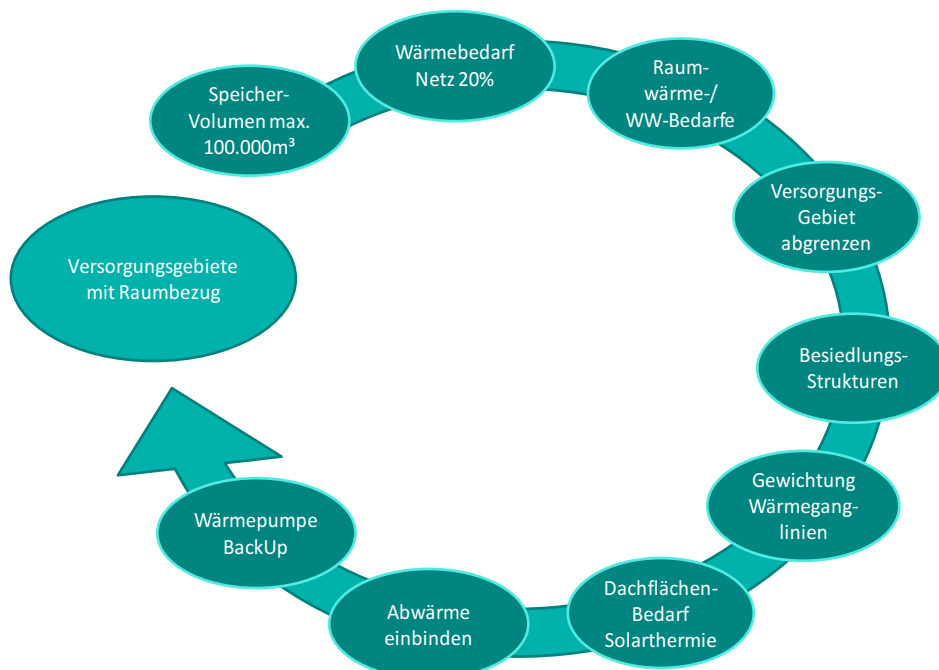 Speicher-
Volumen max.
100.000m³
Wärmebedarf
Netz 20%
Raum-
wärme-/
WW-Bedarfe
Versorgungs-
Gebiet
abgrenzen
Besiedlungs-
Strukturen
Gewichtung
Wärmegang-
linien
Dachflächen-
Bedarf
Solarthermie
Abwärme
einbinden
Wärmepumpe
BackUp
Versorgungsgebiete
mit Raumbezug